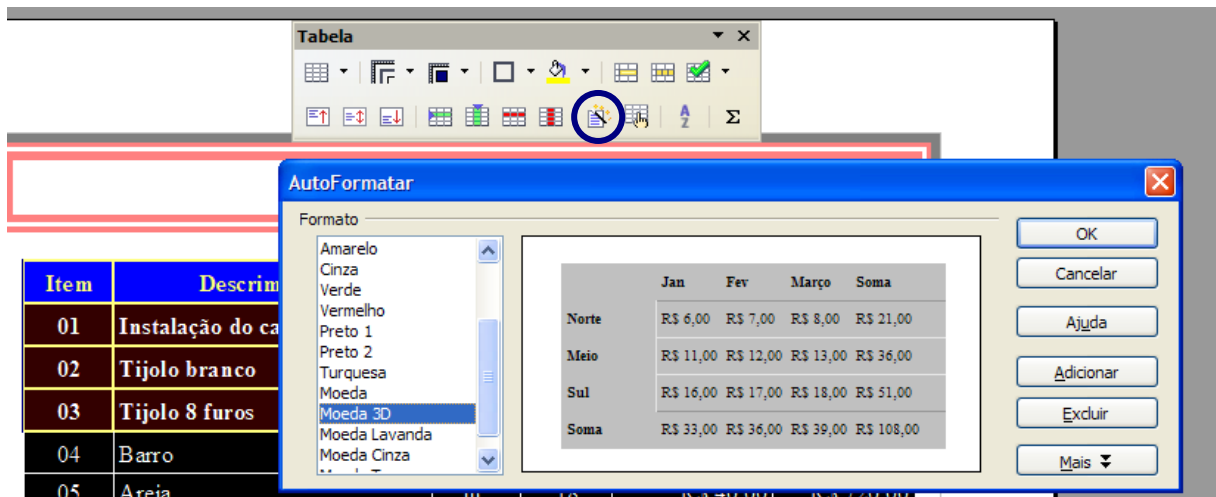 Tabela
A
Z
Σ
AutoFormatar
Formato
Amarelo
Cinza
Verde
Vermelho
Preto 1
Preto 2
Turquesa
Moeda
Moeda 3D
Moeda Lavanda
Moeda Cinza
Jan Fev Março Soma
Norte R$ 6,00 R$ 7,00 R$ 8,00 R$ 21,00
Meio R$ 11,00 R$ 12,00 R$ 13,00 R$ 36,00
Sul R$ 16,00 R$ 17,00 R$ 18,00 R$ 51,00
Soma R$ 33,00 R$ 36,00 R$ 39,00 R$ 108,00
OK
Cancelar
Ajuda
Adicionar
Excluir
Mais
Item Descrim
01 Instalação do ca
02 Tijolo branco
03 Tijolo 8 furos
04 Barro
05 Areia